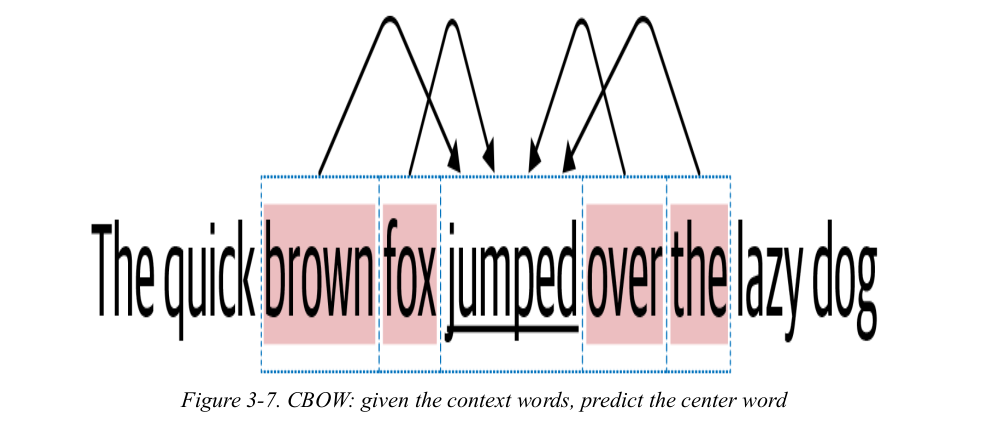 The quick brown fox jumped over the lazy dog
Figure 3-7. CBOW: given the context words, predict the center word